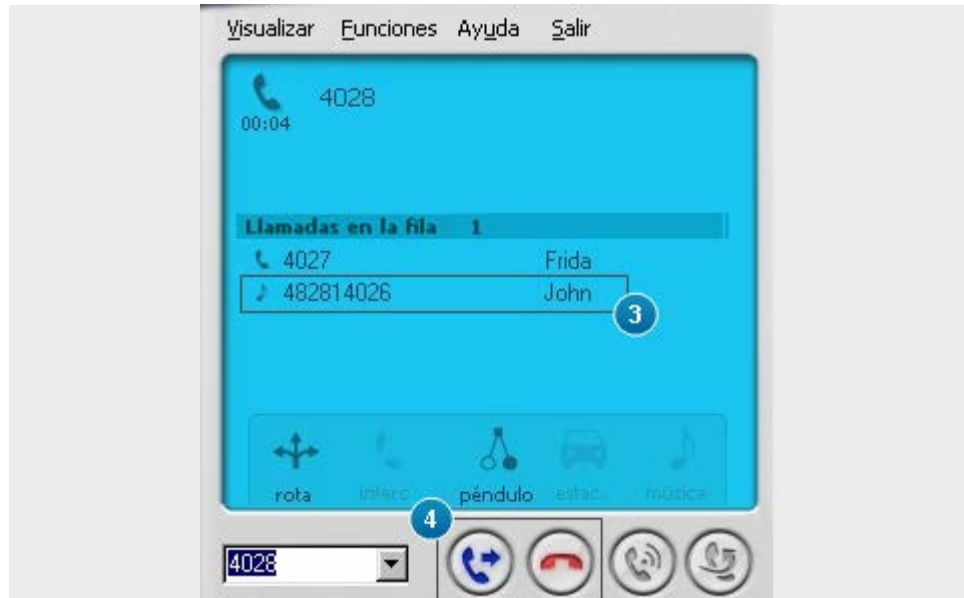 Visualizar Funciones Ayuda Salir
4028
00:04
Llamadas en la fila 1
4027 Frida
482814026 John
3
rota interc. péndulo estac. música
4
4028